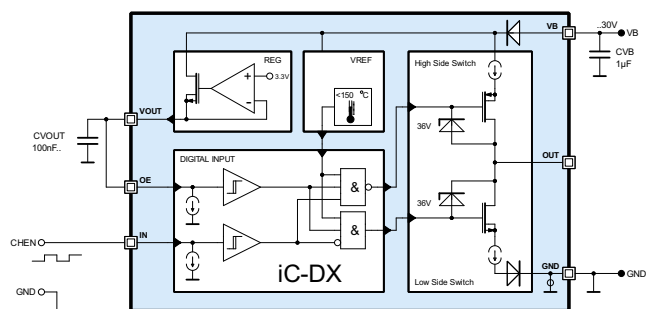 ..30V
VB
VB
CVB
1µF
REG
VREF
High Side Switch
+
3.3V
-
<150 °C
VOUT
36V
CVOUT
100nF..
OUT
DIGITAL INPUT
OE
&
36V
IN
&
CHEN
iC-DX
GND
GND
GND
Low Side Switch